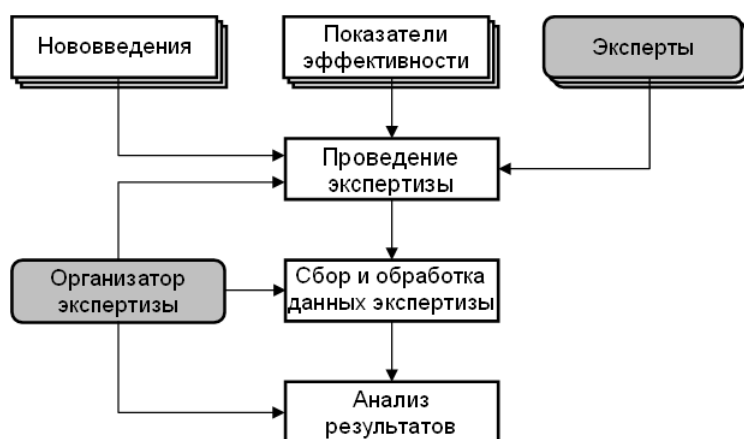 Нововведения
Показатели
эффективности
Эксперты
Проведение
экспертизы
Организатор
экспертизы
Сбор и обработка
данных экспертизы
Анализ
результатов